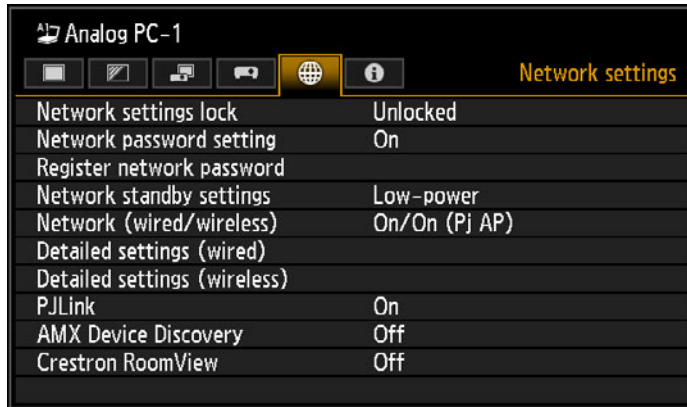 Analog PC-1
Network settings
Network settings lock Unlocked
Network password setting On
Register network password
Network standby settings Low-power
Network (wired/wireless) On/On (Pj AP)
Detailed settings (wired)
Detailed settings (wireless)
PJLink On
AMX Device Discovery Off
Crestron RoomView Off